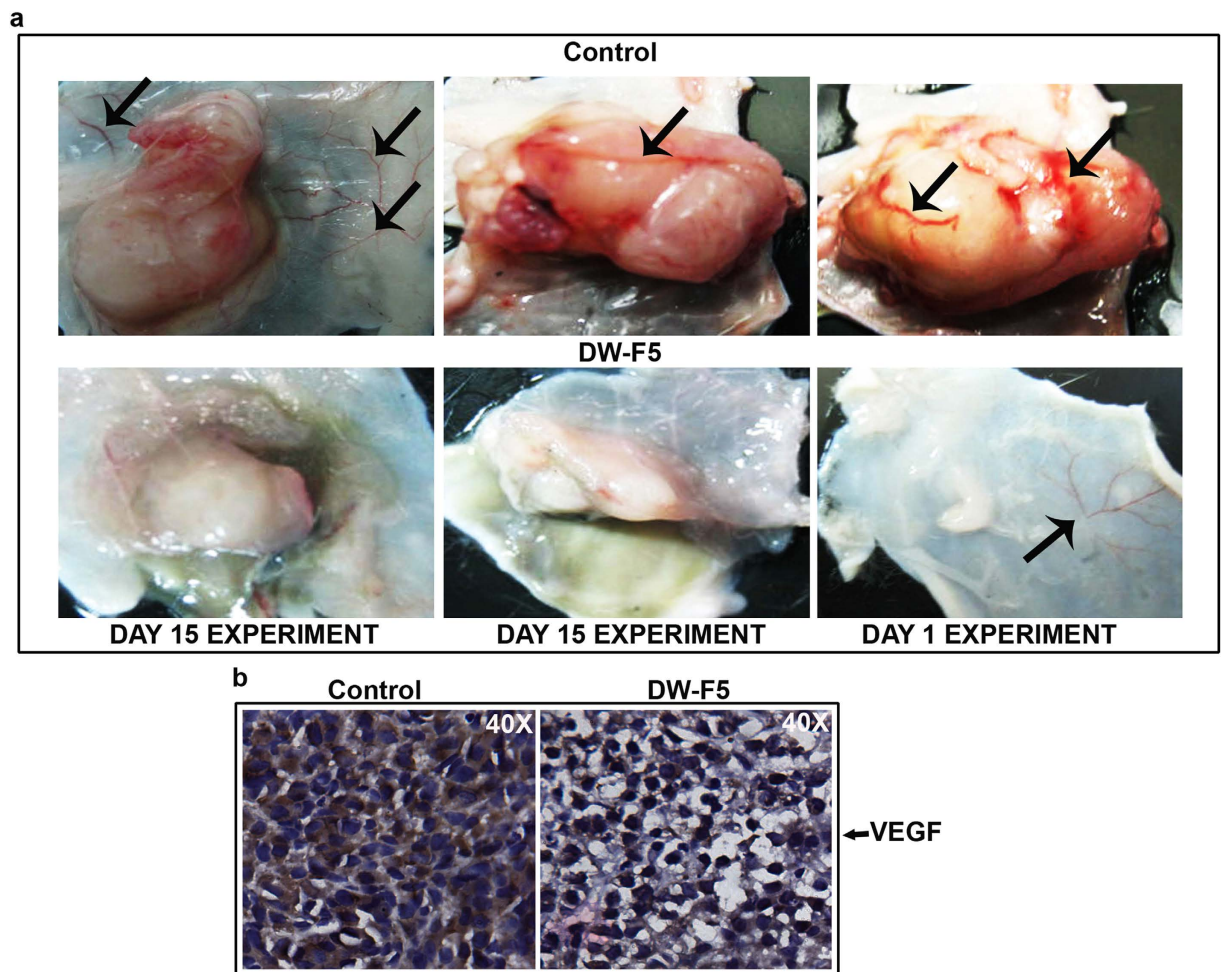 a
Control
DW-F5
DAY 15 EXPERIMENT
DAY 15 EXPERIMENT
DAY 1 EXPERIMENT
b
Control
DW-F5
40X
40X
VEGF